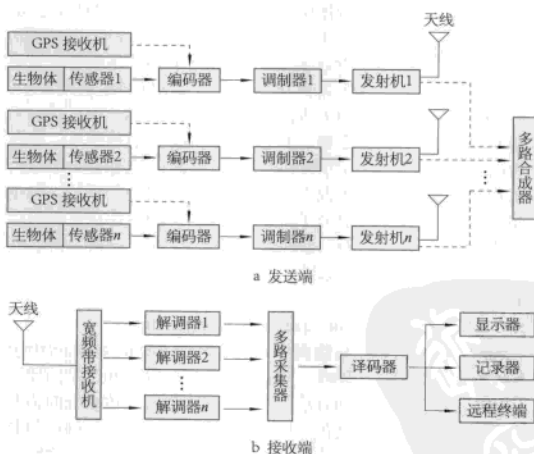 天线
GPS 接收机
生物体 传感器1 编码器 调制器1 发射机1
GPS 接收机
生物体 传感器2 编码器 调制器2 发射机2
GPS 接收机
生物体 传感器n 编码器 调制器n 发射机n
多路合成器
a 发送端
天线
宽频带接收机
解调器1
解调器2
解调器n
多路采集器
译码器
显示器
记录器
远程终端
b 接收端